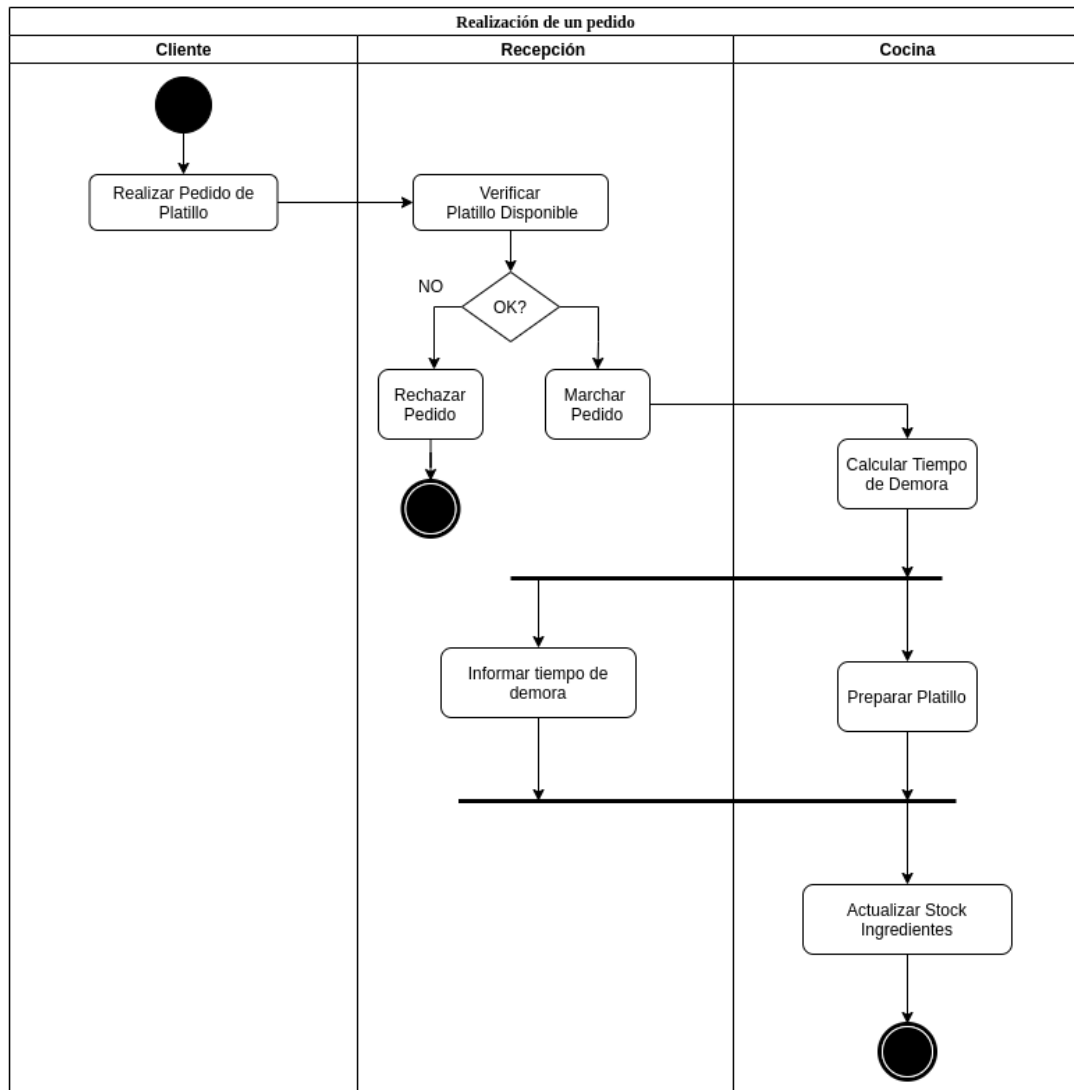 Realización de un pedido
Cliente
Recepción
Cocina
Realizar Pedido de
Platillo
Verificar
Platillo Disponible
NO
OK?
Rechazar
Pedido
Marchar
Pedido
Calcular Tiempo
de Demora
Informar tiempo de
demora
Preparar Platillo
Actualizar Stock
Ingredientes